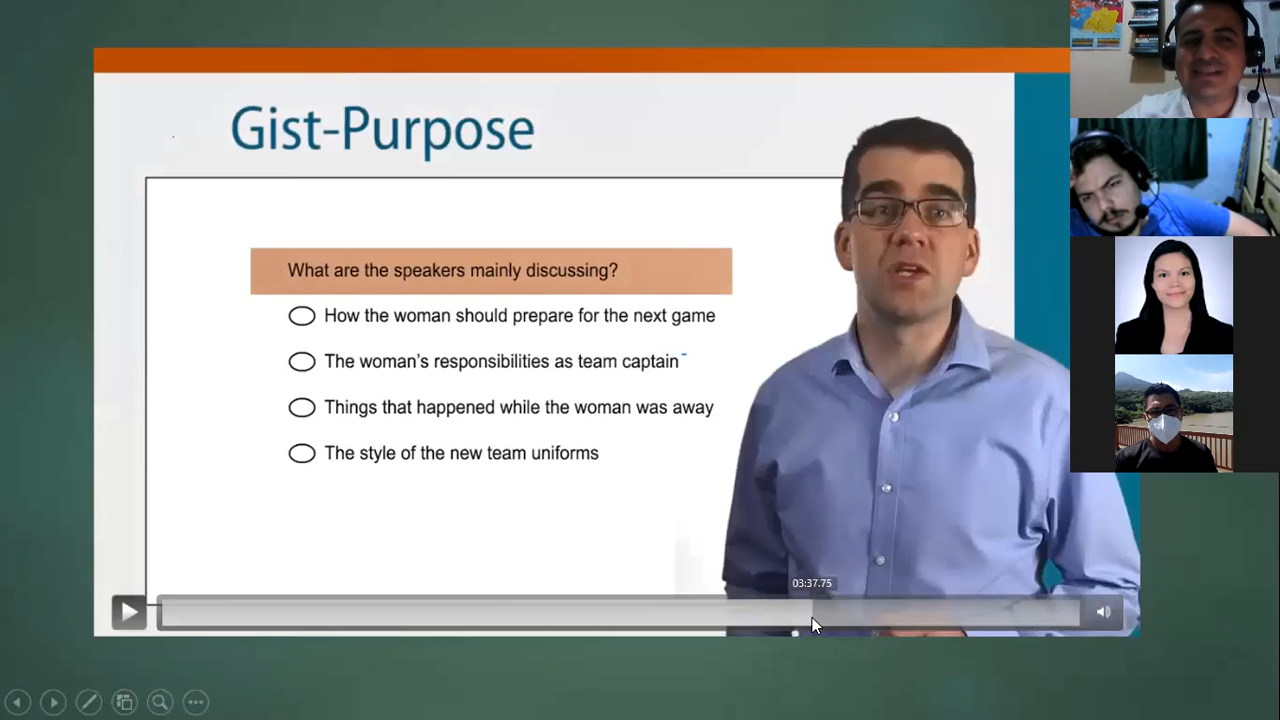 Gist-Purpose
What are the speakers mainly discussing?
How the woman should prepare for the next game
The woman's responsibilities as team captain
Things that happened while the woman was away
The style of the new team uniforms
03:37.75